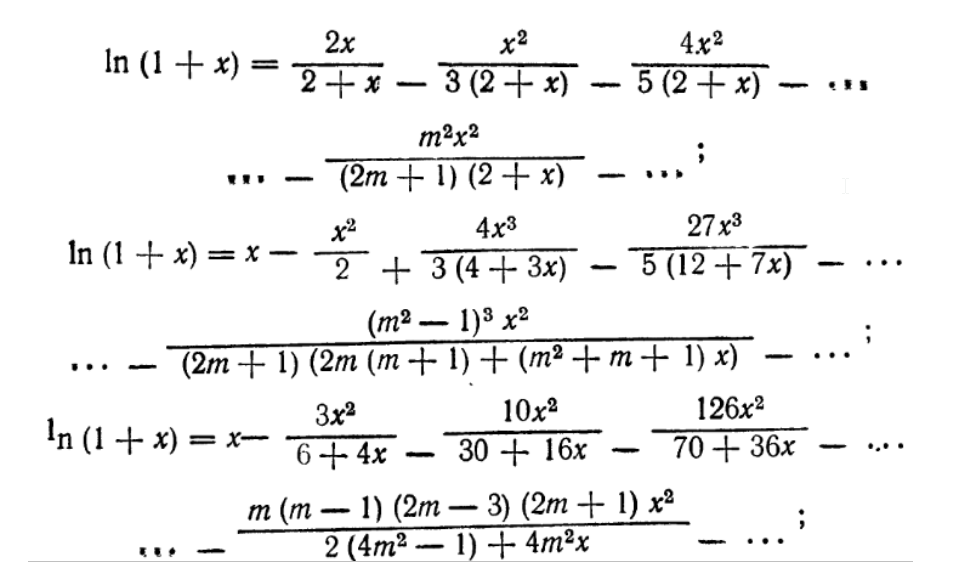 ln (1 + x) = 2x/(2 + x) − x²/(3 (2 + x)) − 4x²/(5 (2 + x)) − ...
... − m²x²/((2m + 1) (2 + x)) − ... ;
ln (1 + x) = x − x²/2 + 4x³/(3 (4 + 3x)) − 27x³/(5 (12 + 7x)) − ...
... − (m² − 1)³ x²/((2m + 1) (2m (m + 1) + (m² + m + 1) x)) − ... ;
ln (1 + x) = x − 3x²/(6 + 4x) − 10x²/(30 + 16x) − 126x²/(70 + 36x) − ...
... − m (m − 1) (2m − 3) (2m + 1) x²/(2 (4m² − 1) + 4m²x) − ... ;